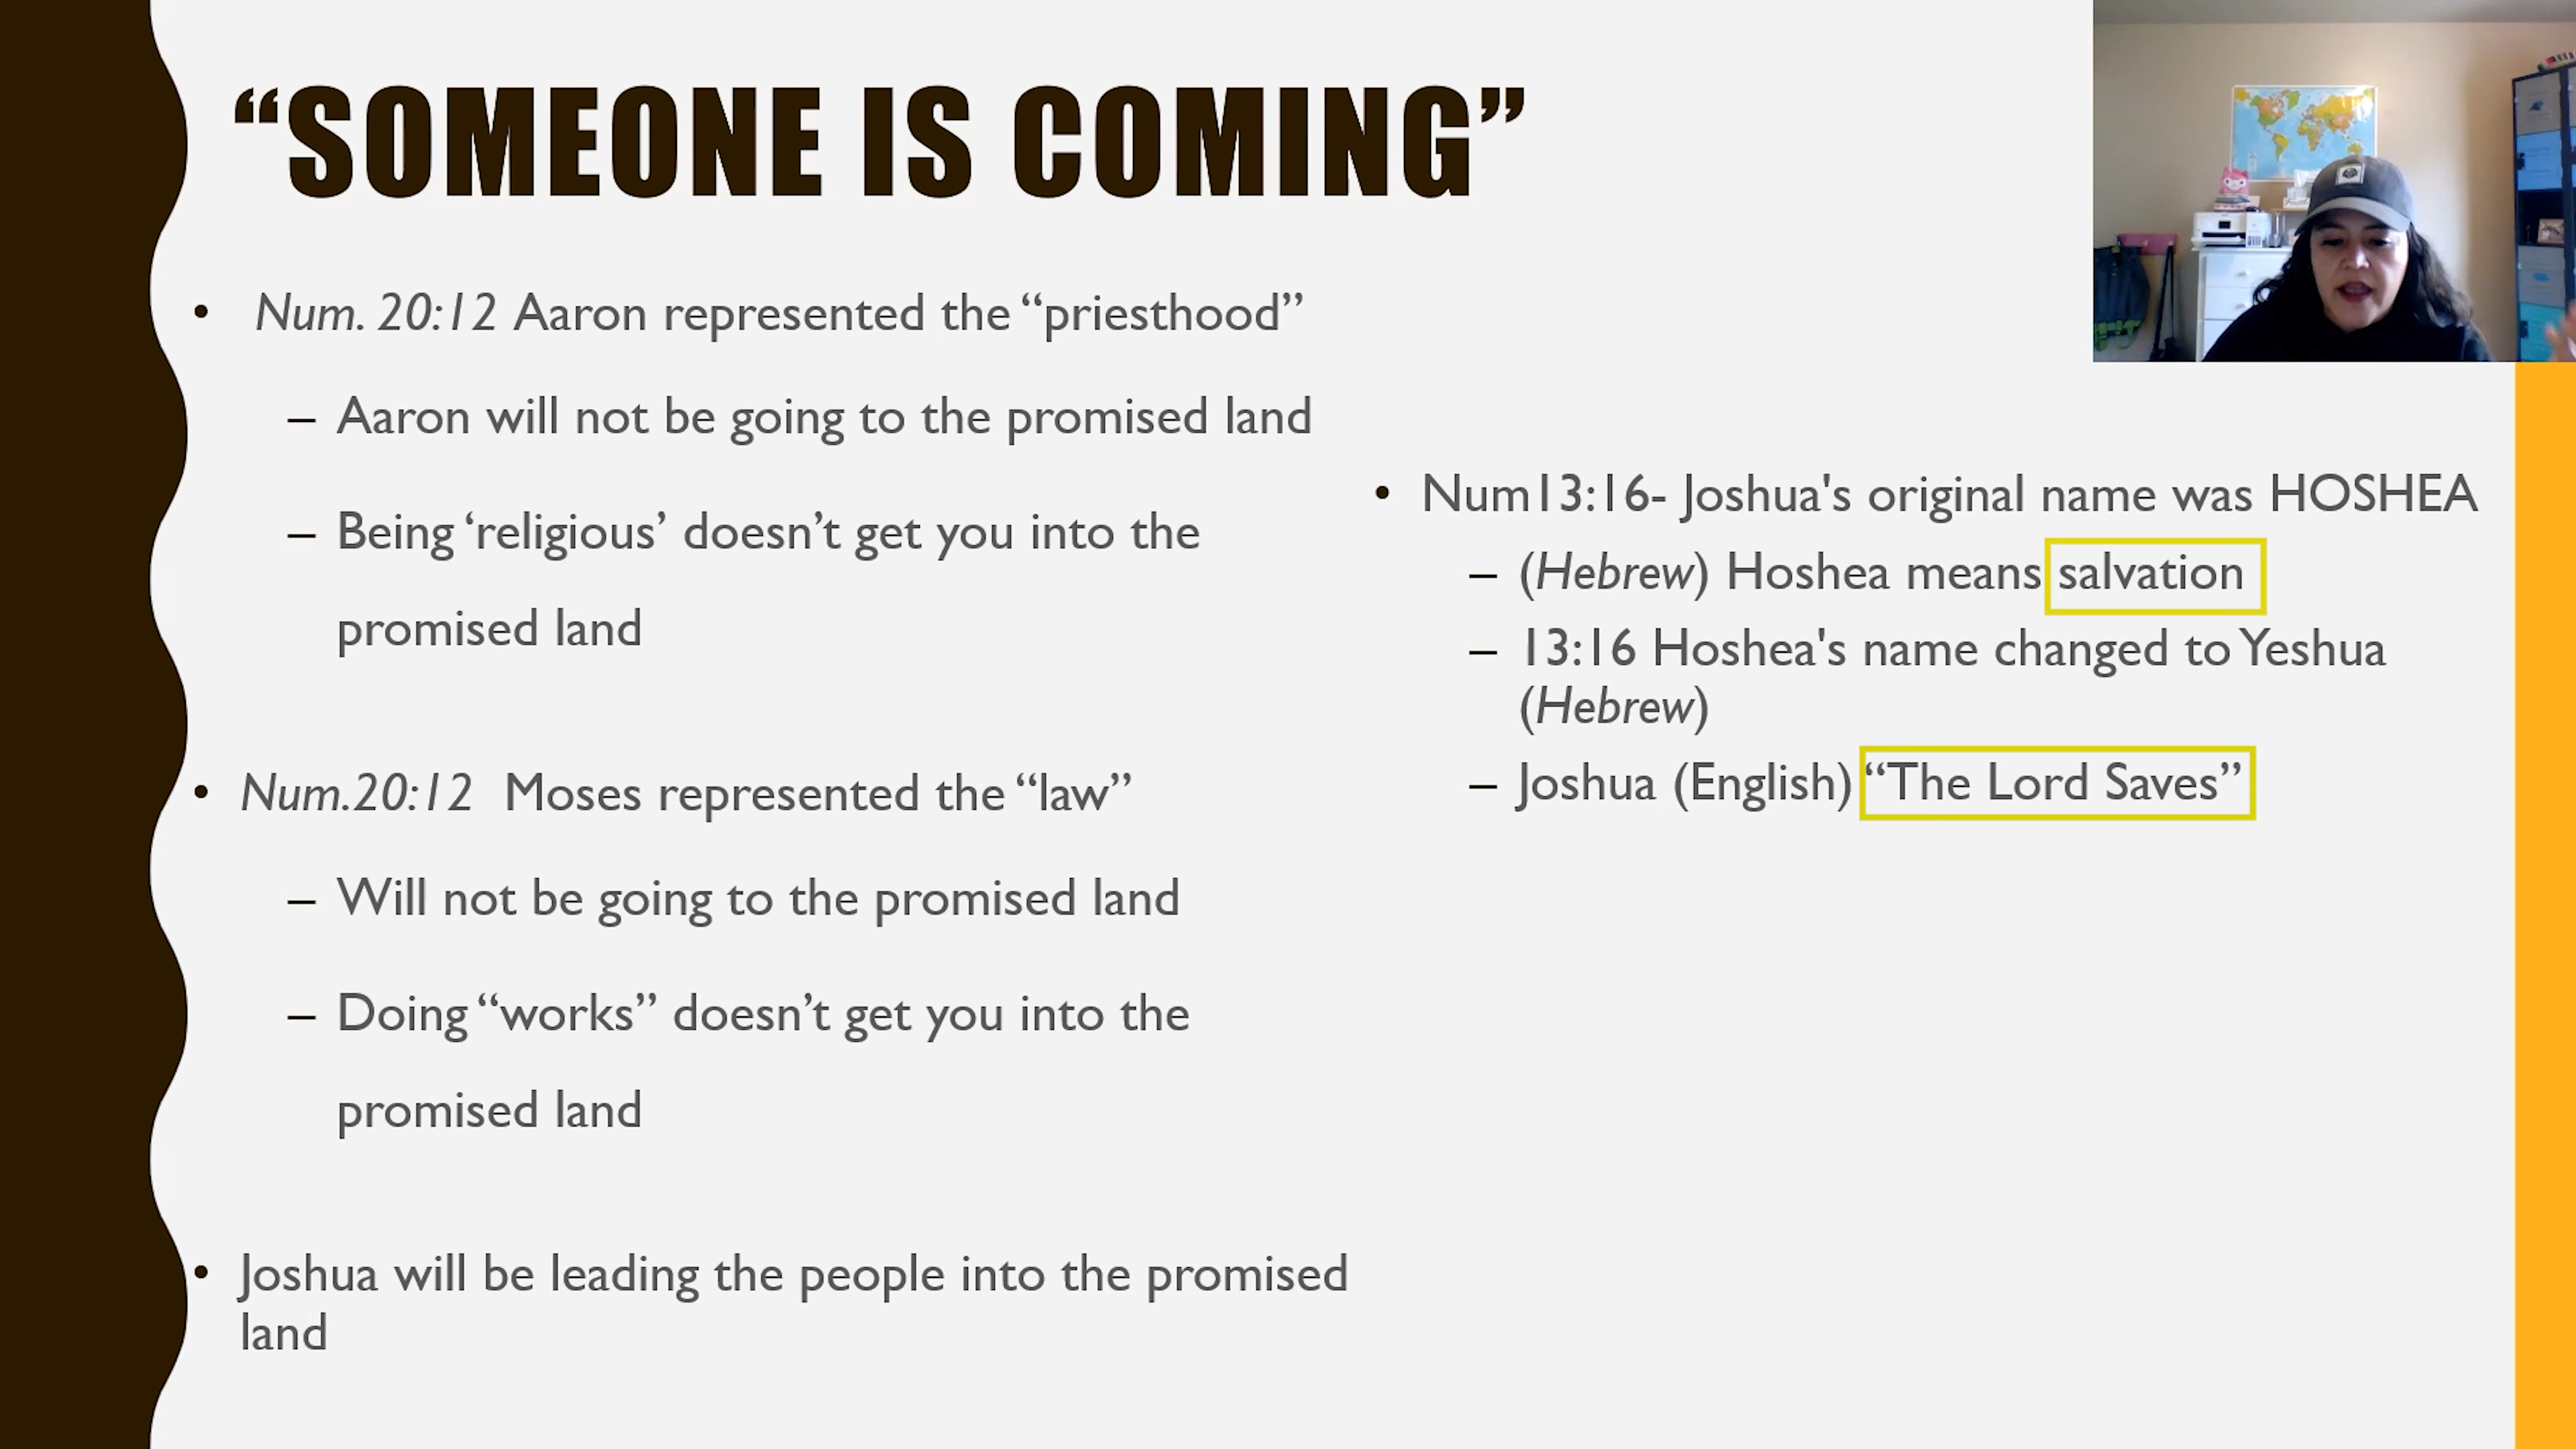 “SOMEONE IS COMING”
• Num. 20:12 Aaron represented the “priesthood”
– Aaron will not be going to the promised land
– Being ‘religious’ doesn’t get you into the
promised land
• Num.20:12 Moses represented the “law”
– Will not be going to the promised land
– Doing “works” doesn’t get you into the
promised land
• Joshua will be leading the people into the promised
land
• Num13:16- Joshua's original name was HOSHEA
– (Hebrew) Hoshea means salvation
– 13:16 Hoshea's name changed to Yeshua
(Hebrew)
– Joshua (English) “The Lord Saves”